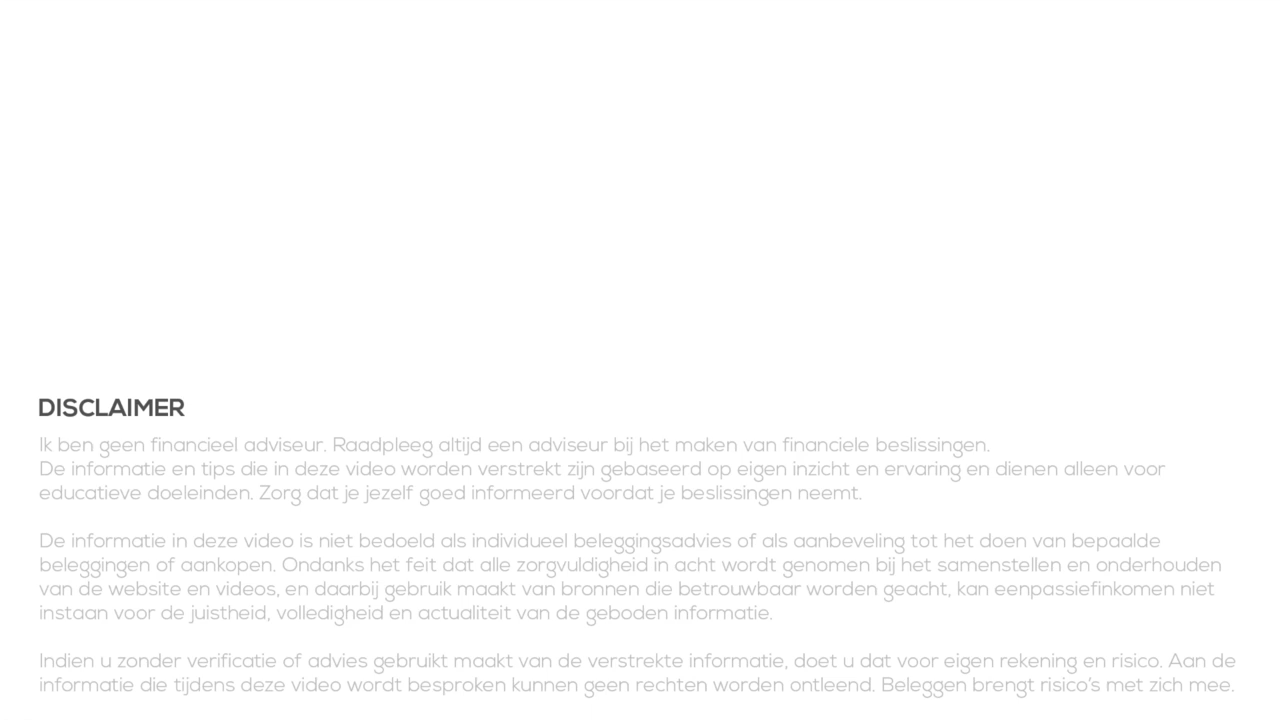 DISCLAIMER
Ik ben geen financieel adviseur. Raadpleeg altijd een adviseur bij het maken van financiele beslissingen.
De informatie en tips die in deze video worden verstrekt zijn gebaseerd op eigen inzicht en ervaring en dienen alleen voor
educatieve doeleinden. Zorg dat je jezelf goed informeerd voordat je beslissingen neemt.
De informatie in deze video is niet bedoeld als individueel beleggingsadvies of als aanbeveling tot het doen van bepaalde
beleggingen of aankopen. Ondanks het feit dat alle zorgvuldigheid in acht wordt genomen bij het samenstellen en onderhouden
van de website en videos, en daarbij gebruik maakt van bronnen die betrouwbaar worden geacht, kan eenpassiefinkomen niet
instaan voor de juistheid, volledigheid en actualiteit van de geboden informatie.
Indien u zonder verificatie of advies gebruikt maakt van de verstrekte informatie, doet u dat voor eigen rekening en risico. Aan de
informatie die tijdens deze video wordt besproken kunnen geen rechten worden ontleend. Beleggen brengt risico’s met zich mee.